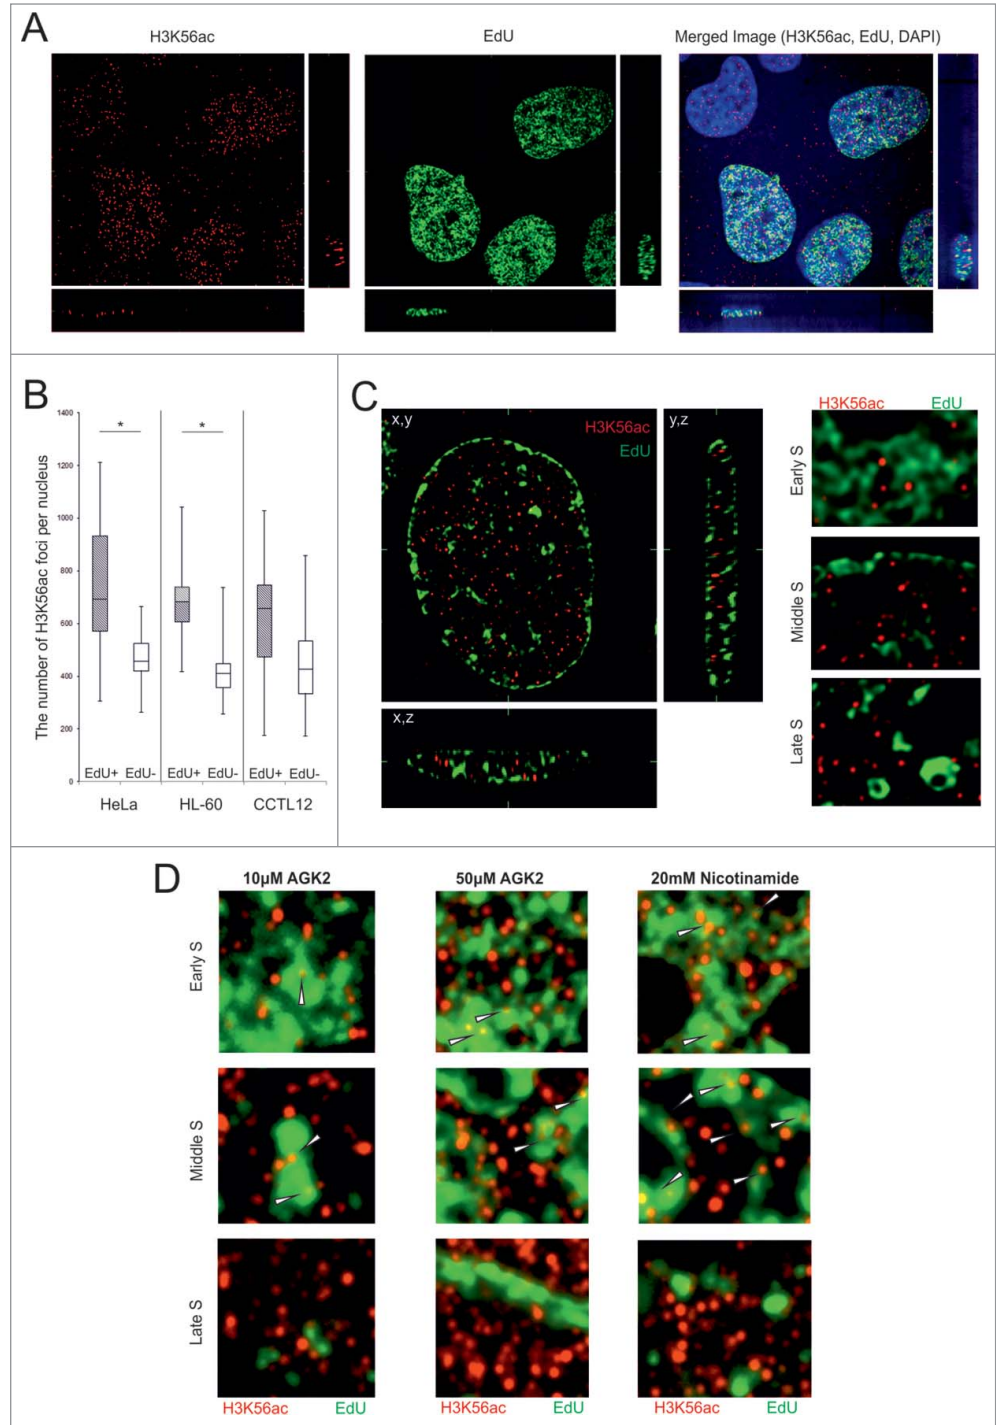 A
H3K56ac
EdU
Merged Image (H3K56ac, EdU, DAPI)
B
The number of H3K56ac foci per nucleus
1400
1200
1000
800
600
400
200
0
*
*
EdU+ EdU- EdU+ EdU- EdU+ EdU-
HeLa HL-60 CCTL12
C
x,y
H3K56ac
EdU
y,z
x,z
H3K56ac EdU
Early S
Middle S
Late S
D
10µM AGK2 50µM AGK2 20mM Nicotinamide
Early S
Middle S
Late S
H3K56ac EdU H3K56ac EdU H3K56ac EdU